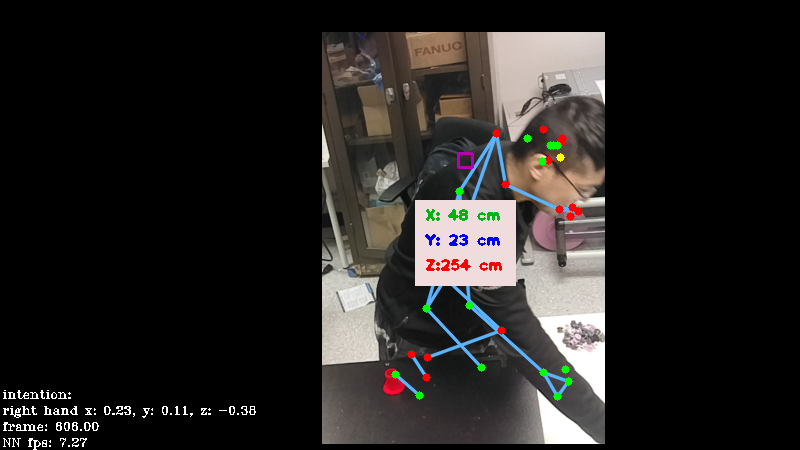 FANUC
X: 48 cm
Y: 23 cm
Z:254 cm
intention:
right hand x: 0.23, y: 0.11, z: -0.38
frame: 606.00
NN fps: 7.27